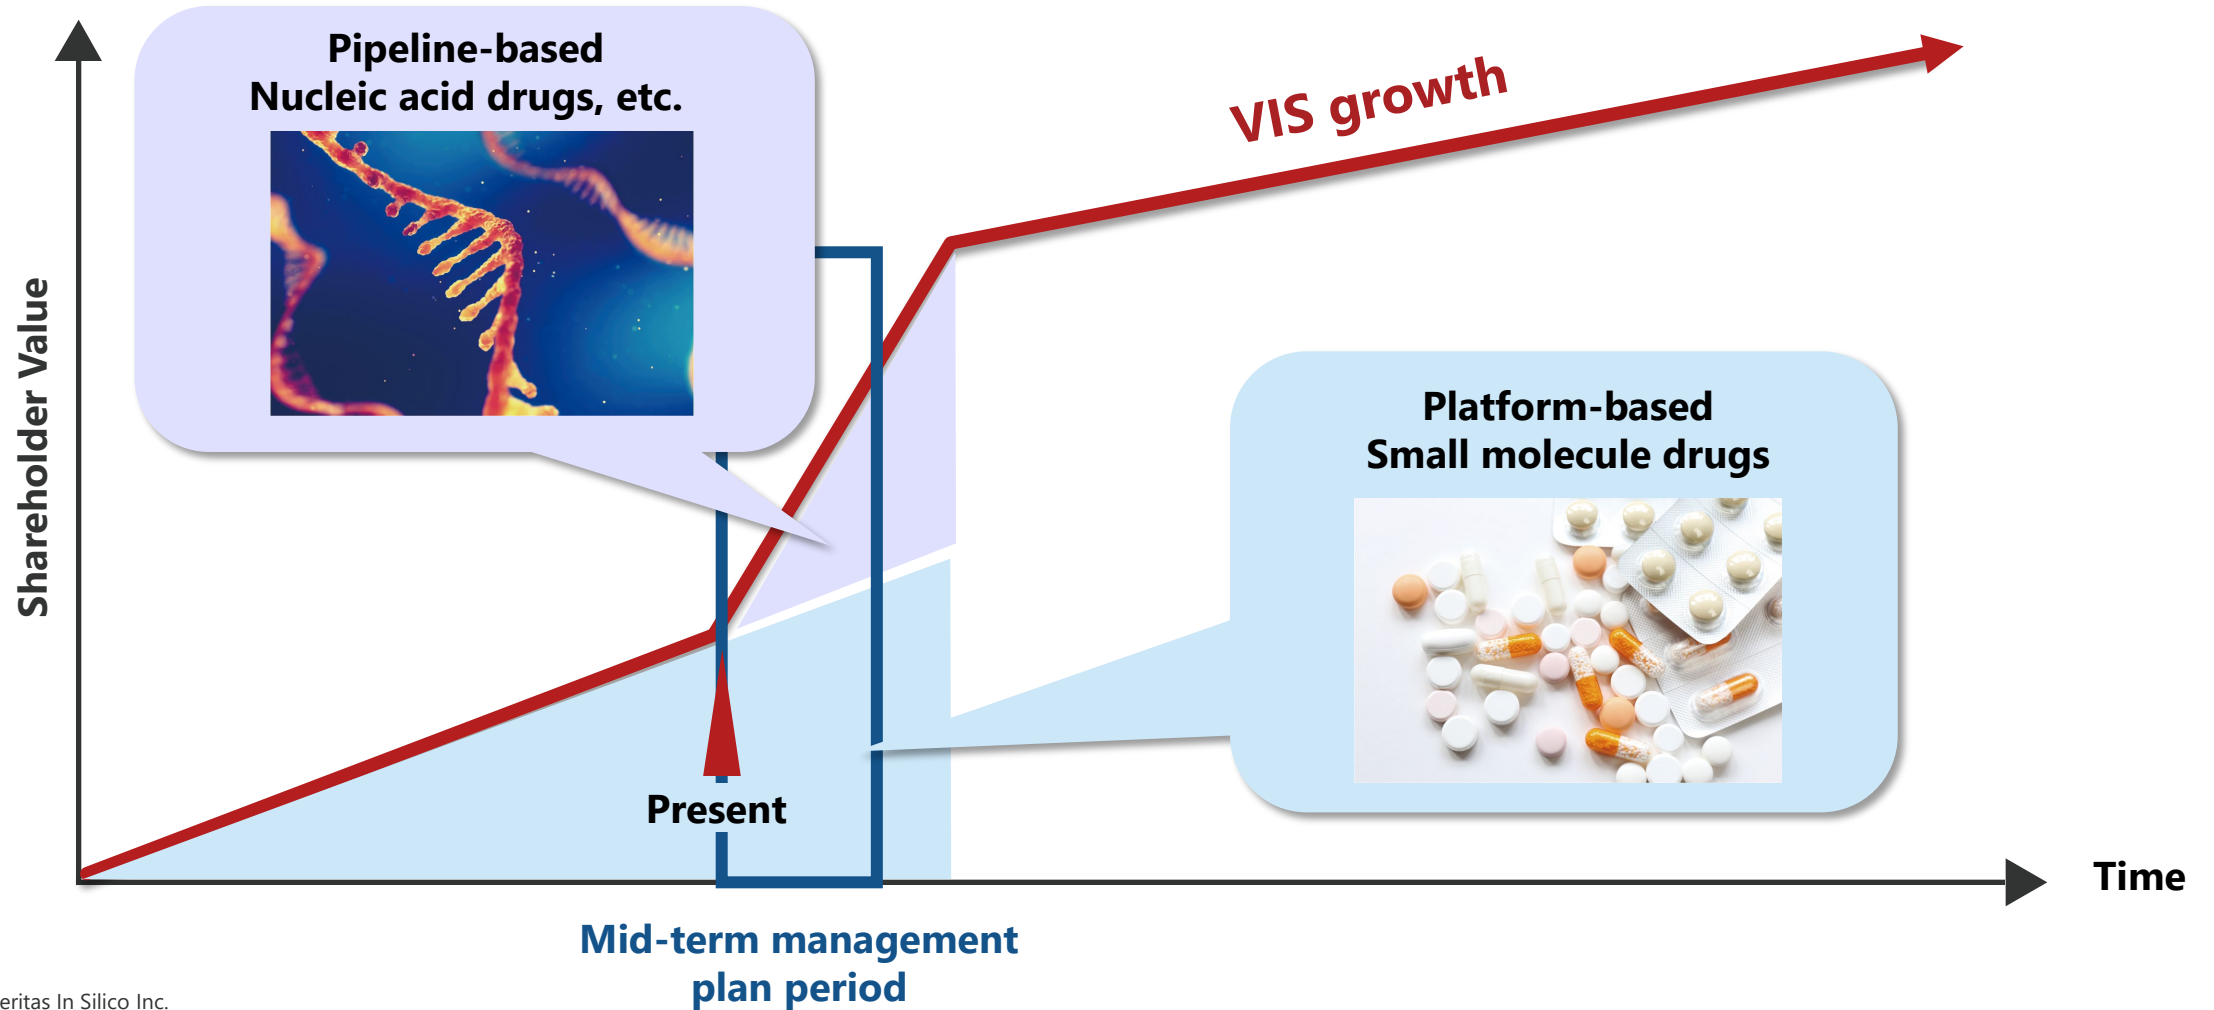 Pipeline-based
Nucleic acid drugs, etc.
VIS growth
Shareholder Value
Platform-based
Small molecule drugs
Present
Time
Mid-term management
plan period
eritas In Silico Inc.